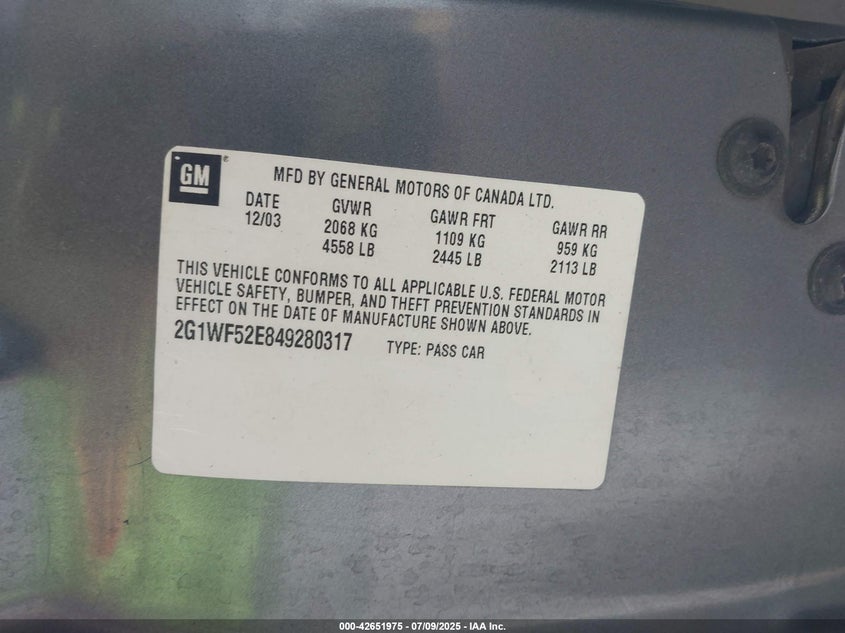 GM®
MFD BY GENERAL MOTORS OF CANADA LTD.
DATE GVWR GAWR FRT GAWR RR
12/03 2068 KG 1109 KG 959 KG
4558 LB 2445 LB 2113 LB
THIS VEHICLE CONFORMS TO ALL APPLICABLE U.S. FEDERAL MOTOR
VEHICLE SAFETY, BUMPER, AND THEFT PREVENTION STANDARDS IN
EFFECT ON THE DATE OF MANUFACTURE SHOWN ABOVE.
2G1WF52E849280317 TYPE: PASS CAR
000-42651975 - 07/09/2025 - IAA Inc.